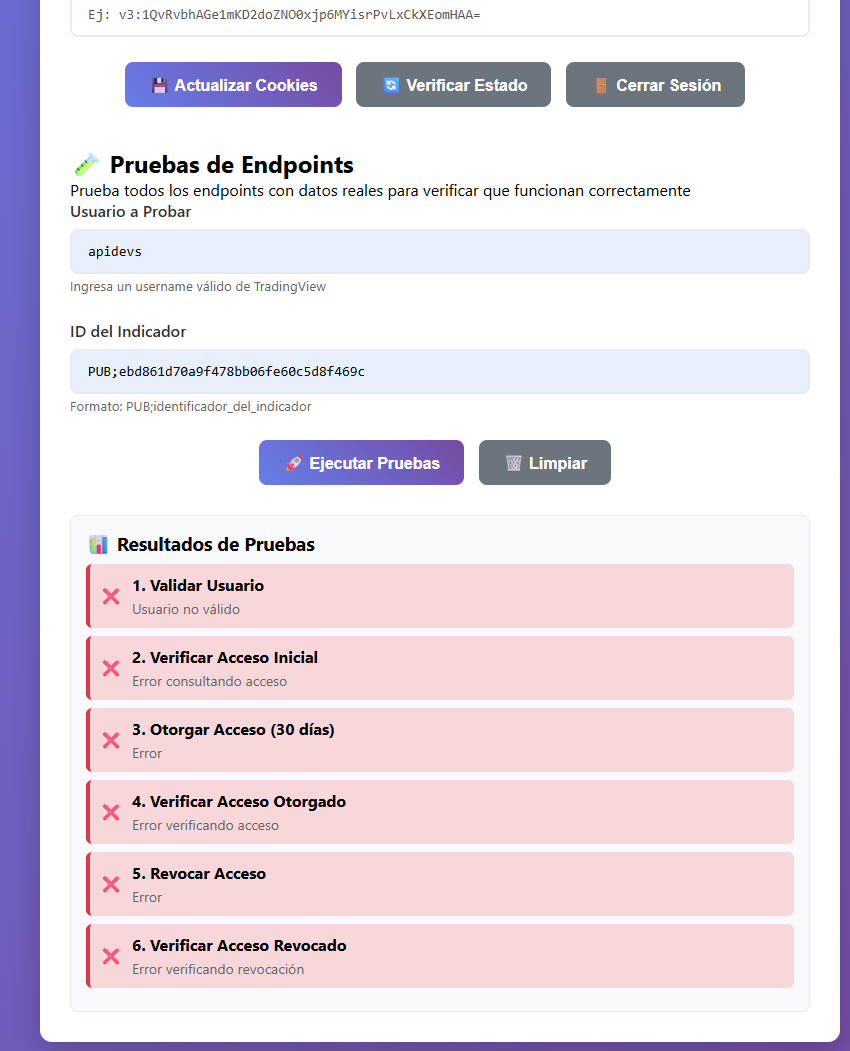 Ej: v3:1QvRvbhAGe1mKD2doZNO0xjp6MYisrPvLxCkXEomHAA=
Actualizar Cookies
Verificar Estado
Cerrar Sesión
Pruebas de Endpoints
Prueba todos los endpoints con datos reales para verificar que funcionan correctamente
Usuario a Probar
apidevs
Ingresa un username válido de TradingView
ID del Indicador
PUB;ebd861d70a9f478bb06fe60c5d8f469c
Formato: PUB;identificador_del_indicador
Ejecutar Pruebas
Limpiar
Resultados de Pruebas
1. Validar Usuario
Usuario no válido
2. Verificar Acceso Inicial
Error consultando acceso
3. Otorgar Acceso (30 días)
Error
4. Verificar Acceso Otorgado
Error verificando acceso
5. Revocar Acceso
Error
6. Verificar Acceso Revocado
Error verificando revocación